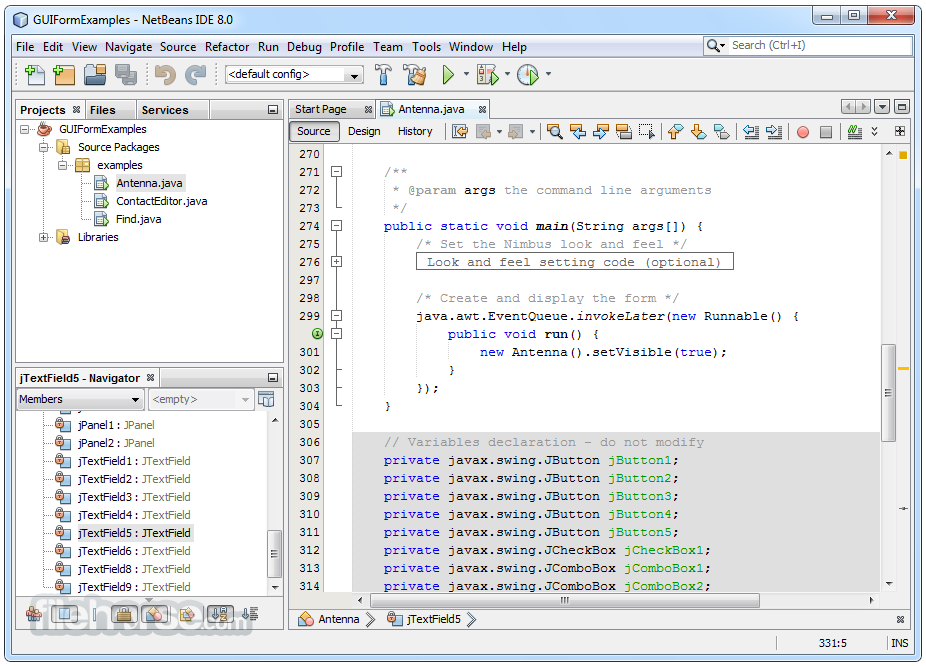 GUIFormExamples - NetBeans IDE 8.0
File Edit View Navigate Source Refactor Run Debug Profile Team Tools Window Help
Search (Ctrl+I)
<default config>
Projects Files Services
GUIFormExamples
Source Packages
examples
Antenna.java
ContactEditor.java
Find.java
Libraries
jTextField5 - Navigator
Members <empty>
jPanel1 : JPanel
jPanel2 : JPanel
jTextField1 : JTextField
jTextField2 : JTextField
jTextField3 : JTextField
jTextField4 : JTextField
jTextField5 : JTextField
jTextField6 : JTextField
jTextField8 : JTextField
jTextField9 : JTextField
filehorse.com
Start Page Antenna.java
Source Design History
270
271 /**
272 * @param args the command line arguments
273 */
274 public static void main(String args[]) {
275 /* Set the Nimbus look and feel */
276 Look and feel setting code (optional)
297
298 /* Create and display the form */
299 java.awt.EventQueue.invokeLater(new Runnable() {
public void run() {
301 new Antenna().setVisible(true);
302 }
303 });
304 }
305
306 // Variables declaration - do not modify
307 private javax.swing.JButton jButton1;
308 private javax.swing.JButton jButton2;
309 private javax.swing.JButton jButton3;
310 private javax.swing.JButton jButton4;
311 private javax.swing.JButton jButton5;
312 private javax.swing.JCheckBox jCheckBox1;
313 private javax.swing.JComboBox jComboBox1;
314 private javax.swing.JComboBox jComboBox2;
Antenna jTextField5
331:5 INS